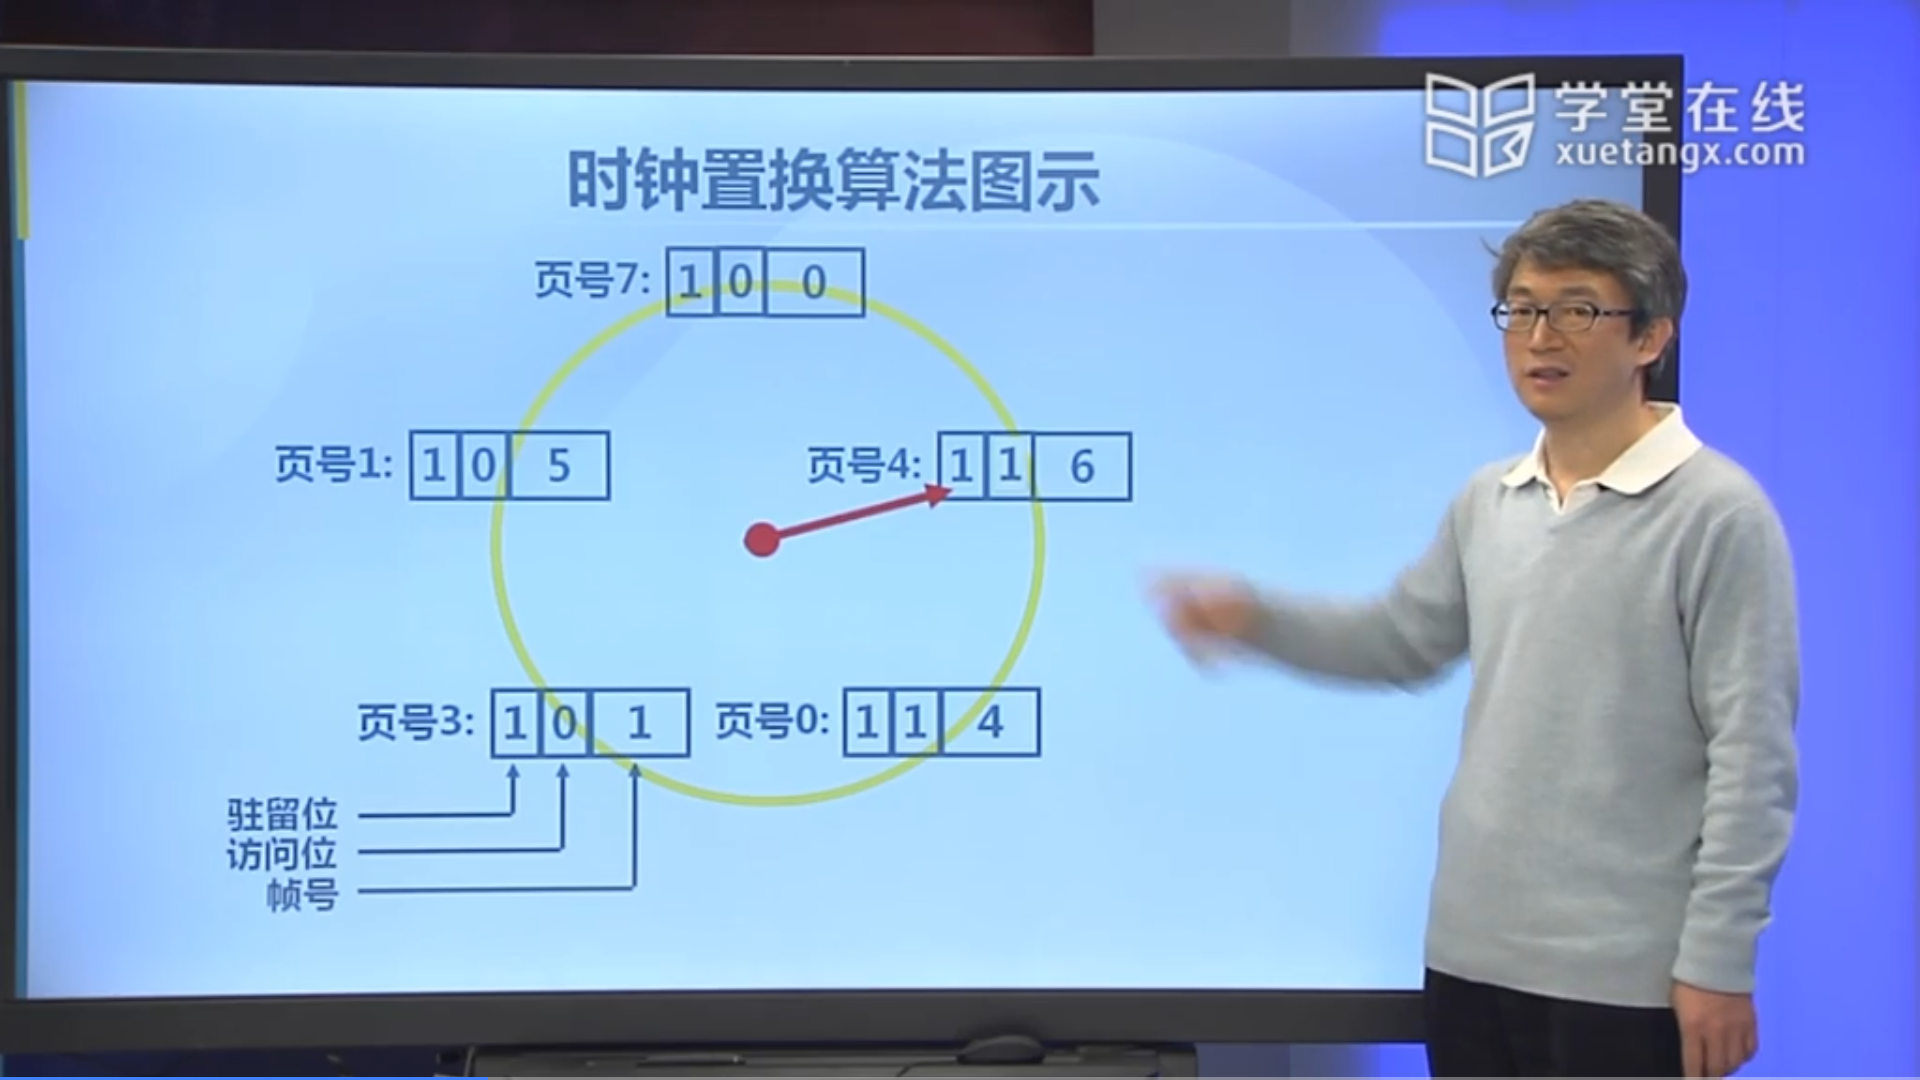 学堂在线
xuetangx.com
时钟置换算法图示
页号7: 1 0 0
页号1: 1 0 5
页号4: 1 1 6
页号3: 1 0 1
页号0: 1 1 4
驻留位
访问位
帧号